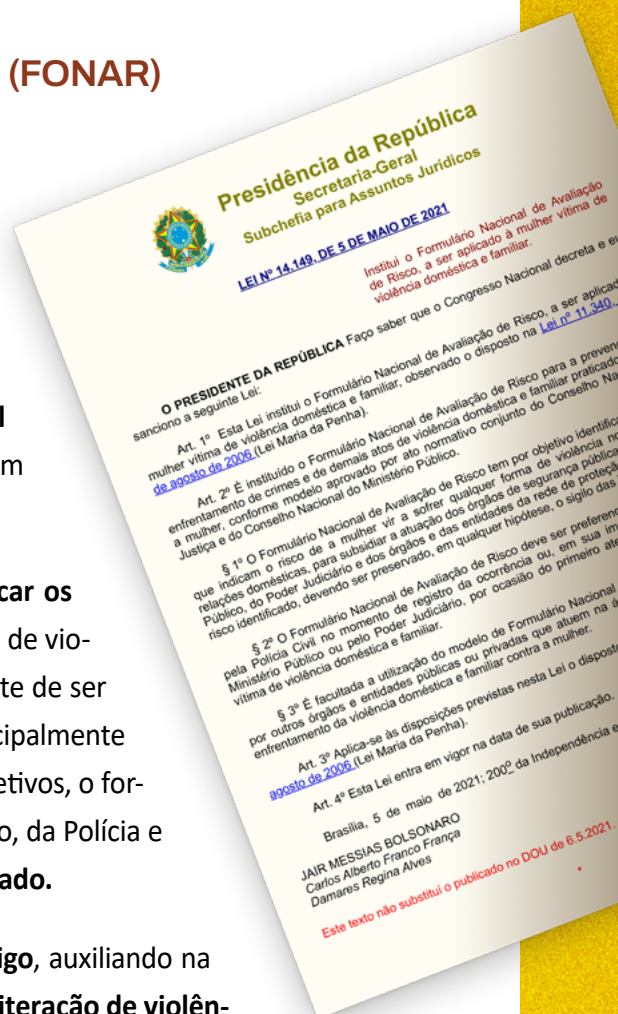 (FONAR)
l
m
car os
de vio-
te de ser
cipalmente
etivos, o for-
o, da Polícia e
ado.
igo, auxiliando na
iteração de violên-
Presidência da República
Secretaria-Geral
Subchefia para Assuntos Jurídicos
LEI Nº 14.149, DE 5 DE MAIO DE 2021
Institui o Formulário Nacional de Avaliação
de Risco, a ser aplicado à mulher vítima de
violência doméstica e familiar.
O PRESIDENTE DA REPÚBLICA Faço saber que o Congresso Nacional decreta e eu
sanciono a seguinte Lei:
Art. 1º Esta Lei institui o Formulário Nacional de Avaliação de Risco, a ser aplicad
mulher vítima de violência doméstica e familiar, observado o disposto na Lei nº 11.340,
de agosto de 2006 (Lei Maria da Penha).
Art. 2º É instituído o Formulário Nacional de Avaliação de Risco para a preven
enfrentamento de crimes e de demais atos de violência doméstica e familiar praticado
a mulher, conforme modelo aprovado por ato normativo conjunto do Conselho Na
Justiça e do Conselho Nacional do Ministério Público.
§ 1º O Formulário Nacional de Avaliação de Risco tem por objetivo identifica
que indicam o risco de a mulher vir a sofrer qualquer forma de violência no
relações domésticas, para subsidiar a atuação dos órgãos de segurança pública
Público, do Poder Judiciário e dos órgãos e das entidades da rede de proteção
risco identificado, devendo ser preservado, em qualquer hipótese, o sigilo das
§ 2º O Formulário Nacional de Avaliação de Risco deve ser preferenc
pela Polícia Civil no momento de registro da ocorrência ou, em sua im
Ministério Público ou pelo Poder Judiciário, por ocasião do primeiro ate
vítima de violência doméstica e familiar.
§ 3º É facultada a utilização do modelo de Formulário Nacional
por outros órgãos e entidades públicas ou privadas que atuem na á
enfrentamento da violência doméstica e familiar contra a mulher.
Art. 3º Aplica-se às disposições previstas nesta Lei o disposto
agosto de 2006 (Lei Maria da Penha).
Art. 4º Esta Lei entra em vigor na data de sua publicação.
Brasília, 5 de maio de 2021; 200º da Independência e
JAIR MESSIAS BOLSONARO
Carlos Alberto Franco França
Damares Regina Alves
Este texto não substitui o publicado no DOU de 6.5.2021.